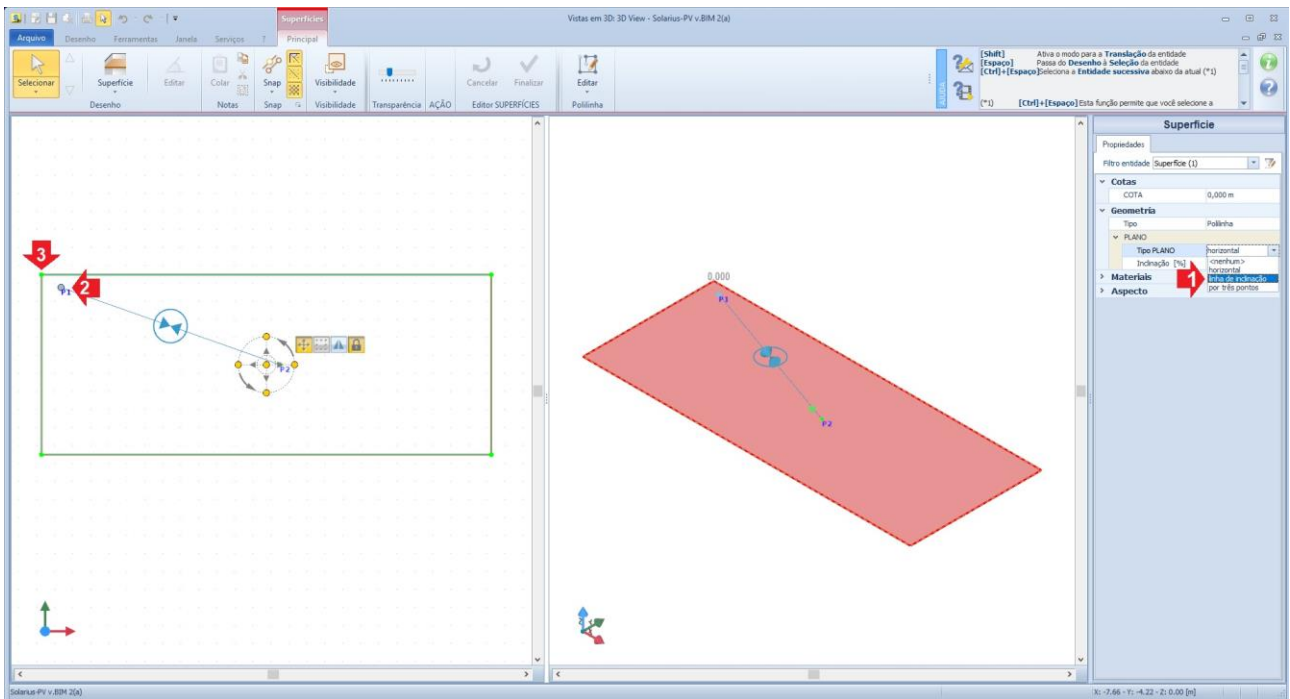 Superfícies
Vistas em 3D: 3D View - Solarius-PV v.BIM 2(a)
Arquivo Desenho Ferramentas Janela Serviços ? Principal
Selecionar Superfície Editar Colar Snap Visibilidade Cancelar Finalizar Editar
Desenho Notas Snap Visibilidade Transparência AÇÃO Editor SUPERFÍCIES Polilinha
AJUDA
[Shift] Ativa o modo para a Translação da entidade
[Espaço] Passa do Desenho à Seleção da entidade
[Ctrl]+[Espaço]Seleciona a Entidade sucessiva abaixo da atual (*1)
(*1) [Ctrl]+[Espaço] Esta função permite que você selecione a
3
2
P1
P2
0,000
P1
P2
Superfície
Propriedades
Filtro entidade Superfície (1)
Cotas
COTA 0,000 m
Geometria
Tipo Polilinha
PLANO
Tipo PLANO horizontal
Inclinação [%] <nenhum>
horizontal
Materiais 1 linha de inclinação
Aspecto por três pontos
Solarius-PV v.BIM 2(a)
X: -7.66 - Y: -4.22 - Z: 0.00 [m]